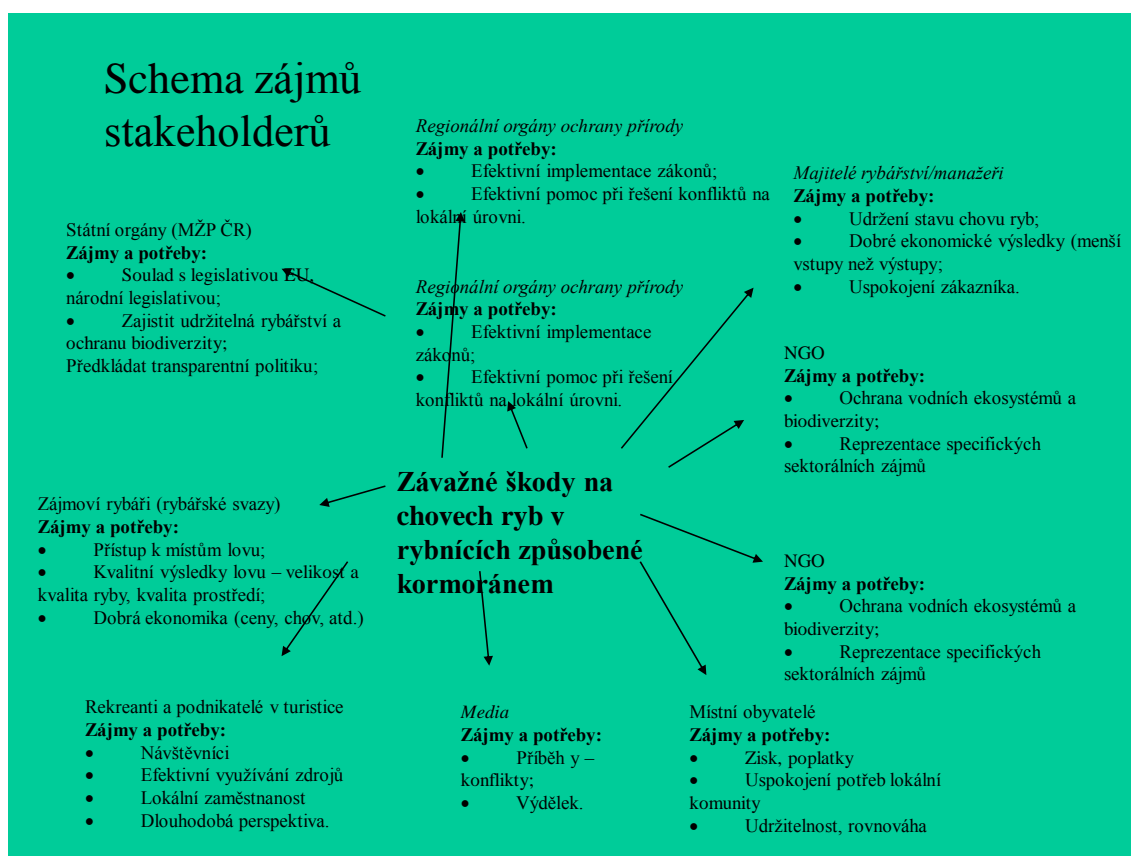 Schema zájmů
stakeholderů
Regionální orgány ochrany přírody
Zájmy a potřeby:
• Efektivní implementace zákonů;
• Efektivní pomoc při řešení konfliktů na
lokální úrovni.
Majitelé rybářství/manažeři
Zájmy a potřeby:
• Udržení stavu chovu ryb;
• Dobré ekonomické výsledky (menší
vstupy než výstupy;
• Uspokojení zákazníka.
Státní orgány (MŽP ČR)
Zájmy a potřeby:
• Soulad s legislativou EU,
národní legislativou;
• Zajistit udržitelná rybářství a
ochranu biodiverzity;
Předkládat transparentní politiku;
Regionální orgány ochrany přírody
Zájmy a potřeby:
• Efektivní implementace
zákonů;
• Efektivní pomoc při řešení
konfliktů na lokální úrovni.
NGO
Zájmy a potřeby:
• Ochrana vodních ekosystémů a
biodiverzity;
• Reprezentace specifických
sektorálních zájmů
Závažné škody na
chovech ryb v
rybnících způsobené
kormoránem
Zájmoví rybáři (rybářské svazy)
Zájmy a potřeby:
• Přístup k místům lovu;
• Kvalitní výsledky lovu – velikost a
kvalita ryby, kvalita prostředí;
• Dobrá ekonomika (ceny, chov, atd.)
NGO
Zájmy a potřeby:
• Ochrana vodních ekosystémů a
biodiverzity;
• Reprezentace specifických
sektorálních zájmů
Rekreanti a podnikatelé v turistice
Zájmy a potřeby:
• Návštěvníci
• Efektivní využívání zdrojů
• Lokální zaměstnanost
• Dlouhodobá perspektiva.
Media
Zájmy a potřeby:
• Příběh y –
konflikty;
• Výdělek.
Místní obyvatelé
Zájmy a potřeby:
• Zisk, poplatky
• Uspokojení potřeb lokální
komunity
• Udržitelnost, rovnováha